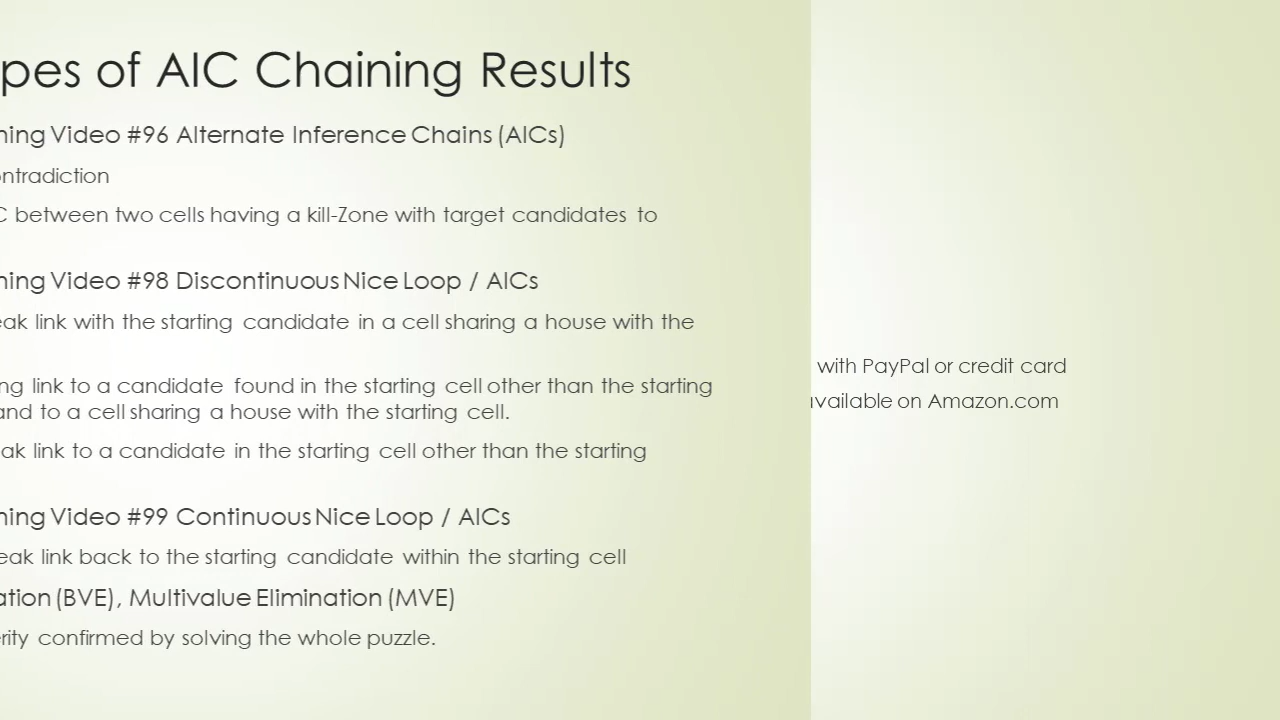 pes of AIC Chaining Results
ning Video #96 Alternate Inference Chains (AICs)
ontradiction
C between two cells having a kill-Zone with target candidates to
ning Video #98 Discontinuous Nice Loop / AICs
eak link with the starting candidate in a cell sharing a house with the
with PayPal or credit card
ng link to a candidate found in the starting cell other than the starting
available on Amazon.com
and to a cell sharing a house with the starting cell.
ak link to a candidate in the starting cell other than the starting
ning Video #99 Continuous Nice Loop / AICs
eak link back to the starting candidate within the starting cell
ation (BVE), Multivalue Elimination (MVE)
erity confirmed by solving the whole puzzle.